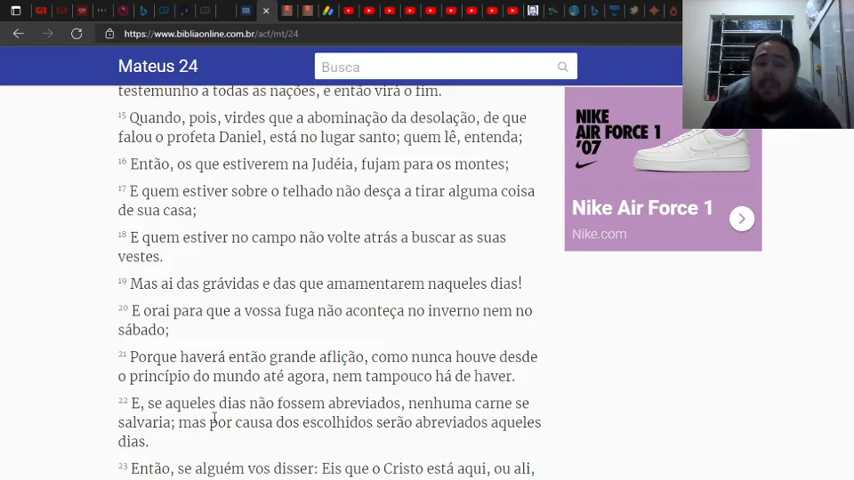 G1
https://www.bibliaonline.com.br/acf/mt/24
Mateus 24
Busca
testemunho a todas as nações, e então virá o fim.
15 Quando, pois, virdes que a abominação da desolação, de que
falou o profeta Daniel, está no lugar santo; quem lê, entenda;
16 Então, os que estiverem na Judéia, fujam para os montes;
17 E quem estiver sobre o telhado não desça a tirar alguma coisa
de sua casa;
18 E quem estiver no campo não volte atrás a buscar as suas
vestes.
19 Mas ai das grávidas e das que amamentarem naqueles dias!
20 E orai para que a vossa fuga não aconteça no inverno nem no
sábado;
21 Porque haverá então grande aflição, como nunca houve desde
o princípio do mundo até agora, nem tampouco há de haver.
22 E, se aqueles dias não fossem abreviados, nenhuma carne se
salvaria; mas por causa dos escolhidos serão abreviados aqueles
dias.
23 Então, se alguém vos disser: Eis que o Cristo está aqui, ou ali,
NIKE
AIR FORCE 1
'07
Nike Air Force 1
Nike.com